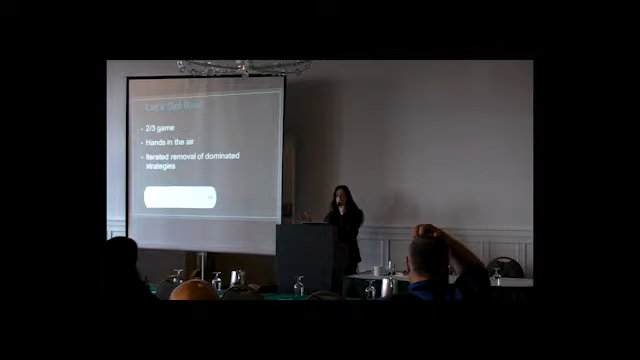 Let's Get Real
- 2/3 game
- Hands in the air
- Iterated removal of dominated
strategies